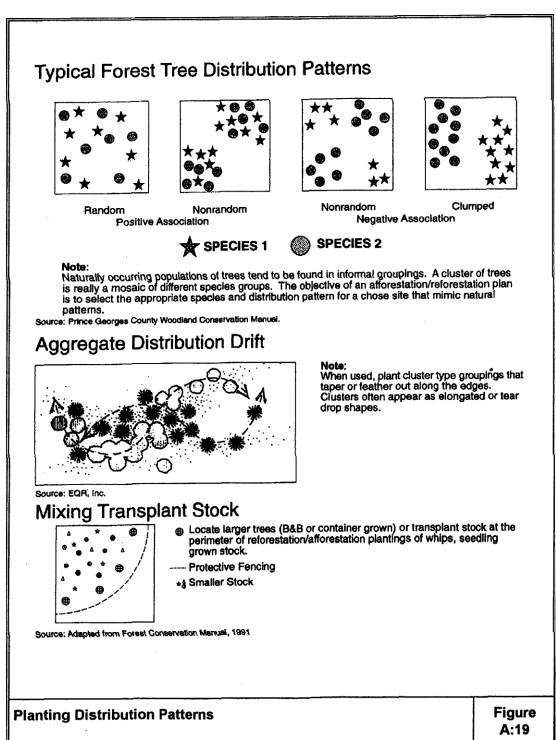 Typical Forest Tree Distribution Patterns
Random
Nonrandom
Nonrandom
Clumped
Positive Association
Negative Association
SPECIES 1
SPECIES 2
Note:
Naturally occurring populations of trees tend to be found in informal groupings. A cluster of trees
is really a mosaic of different species groups. The objective of an afforestation/reforestation plan
is to select the appropriate species and distribution pattern for a chose site that mimic natural
patterns.
Source: Prince Georges County Woodland Conservation Manual.
Aggregate Distribution Drift
Note:
When used, plant cluster type groupings that
taper or feather out along the edges.
Clusters often appear as elongated or tear
drop shapes.
Source: EQR, Inc.
Mixing Transplant Stock
Locate larger trees (B&B or container grown) or transplant stock at the
perimeter of reforestation/afforestation plantings of whips, seedling
grown stock.
Protective Fencing
Smaller Stock
Source: Adapted from Forest Conservation Manual, 1991
Planting Distribution Patterns
Figure
A:19